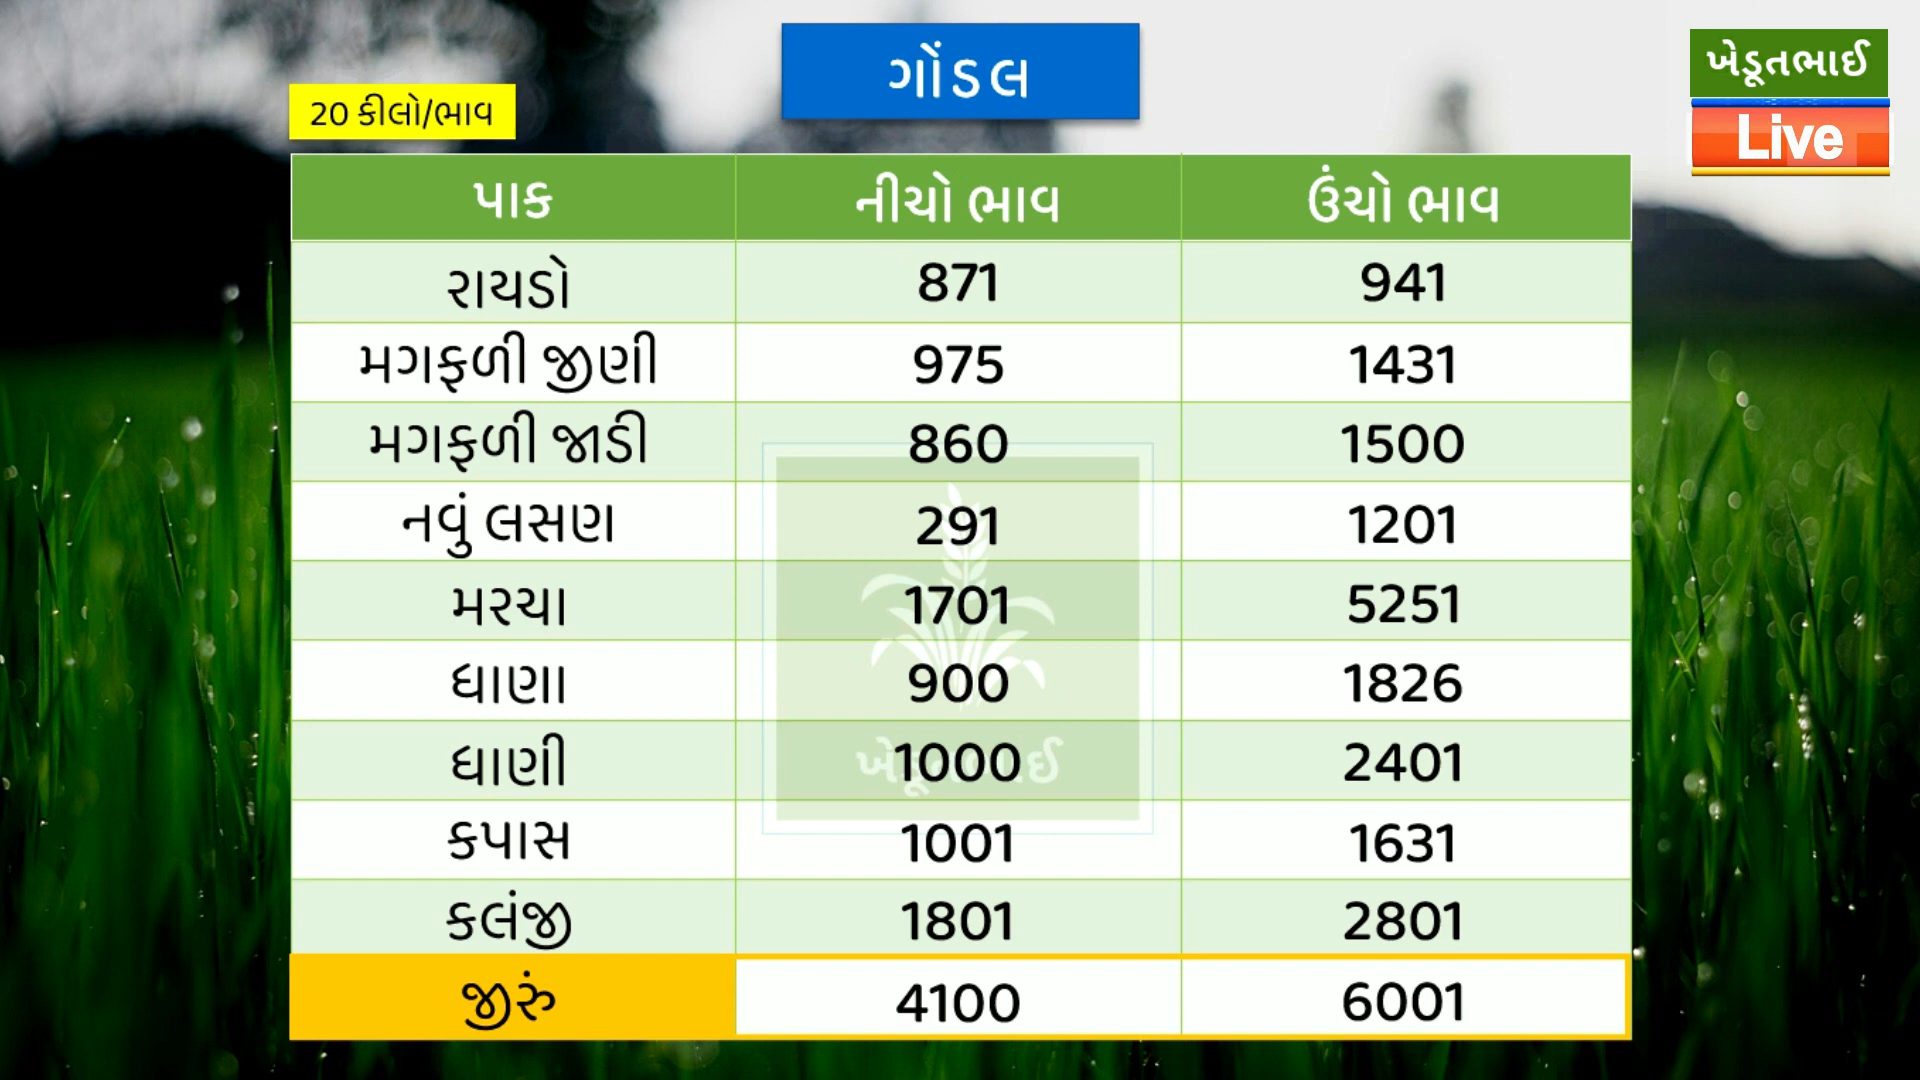 ગોંડલ
ખેડૂતભાઈ
Live
20 કીલો/ભાવ
પાક નીચો ભાવ ઉંચો ભાવ
રાયડો 871 941
મગફળી જીણી 975 1431
મગફળી જાડી 860 1500
નવું લસણ 291 1201
મરચા 1701 5251
ધાણા 900 1826
ધાણી 1000 2401
કપાસ 1001 1631
કલંજી 1801 2801
જીરું 4100 6001
ખેડૂતભાઈ